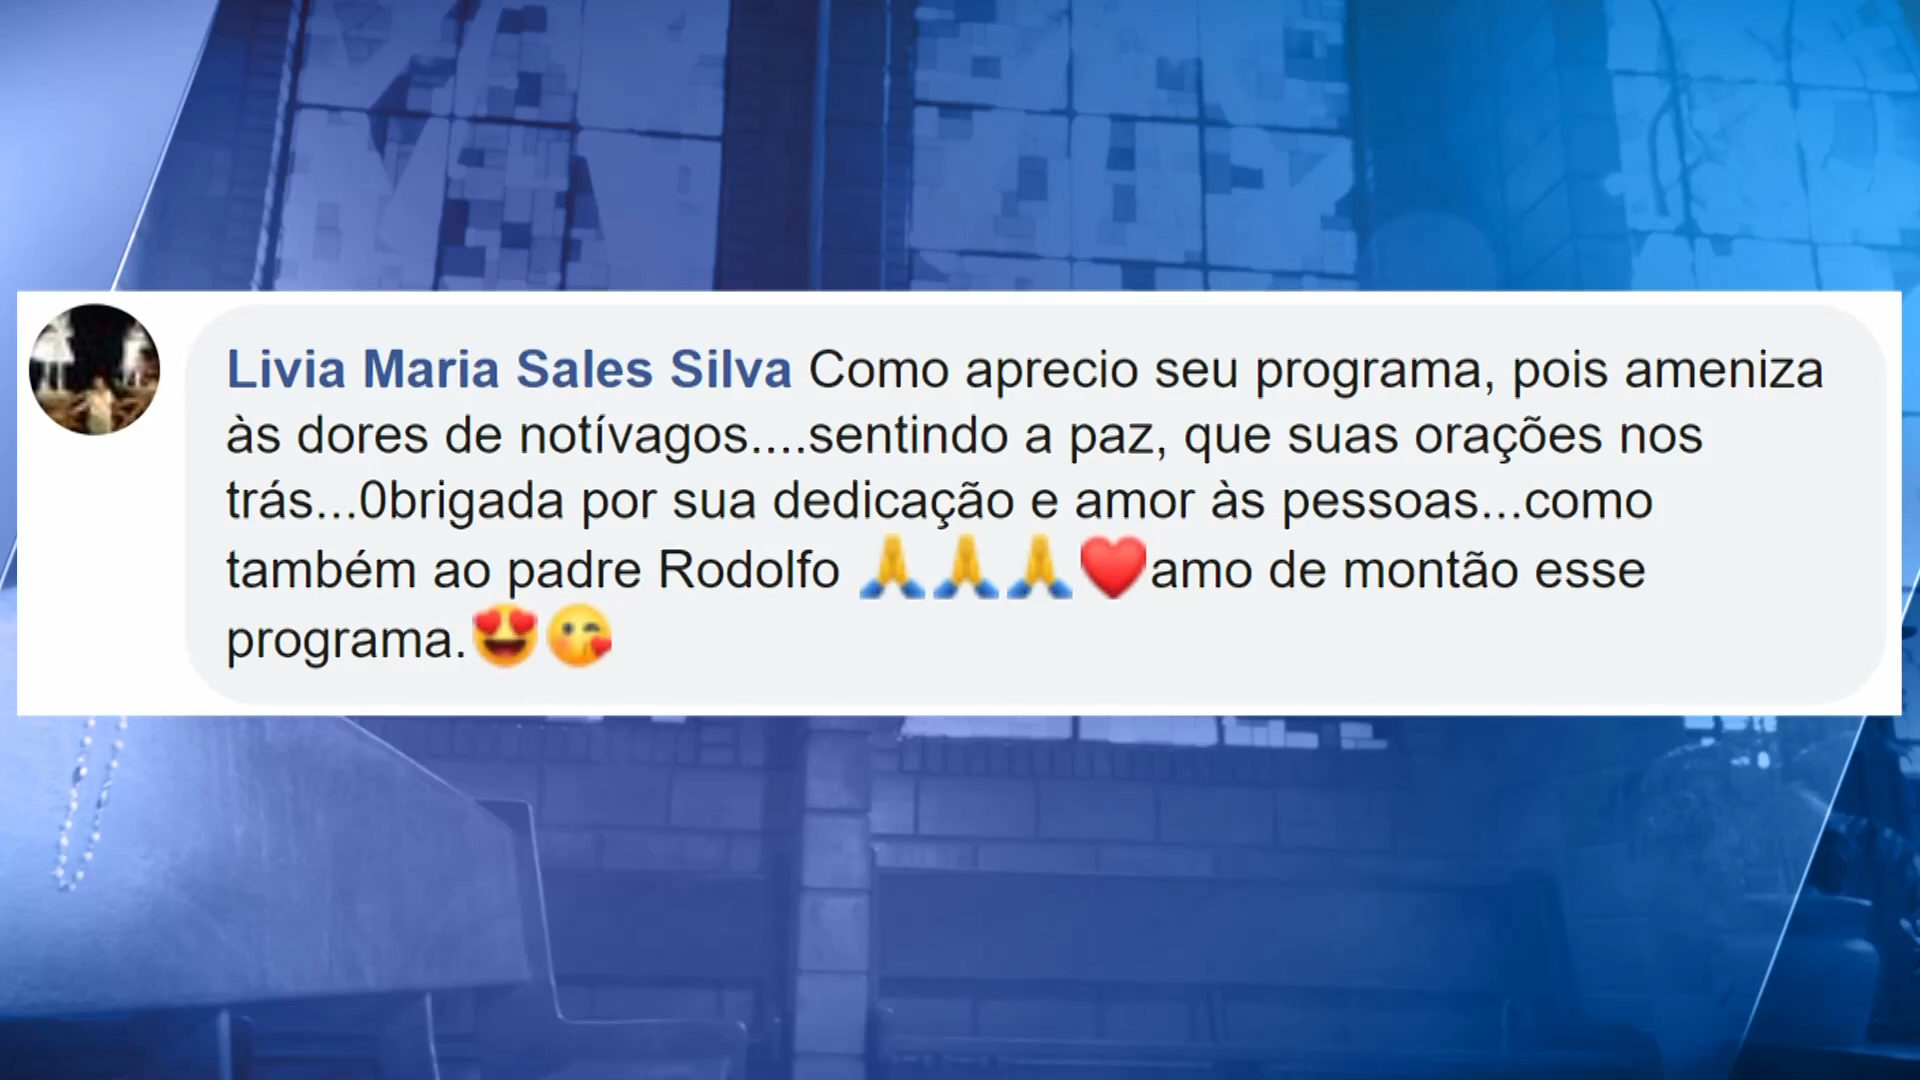 Livia Maria Sales Silva Como aprecio seu programa, pois ameniza
às dores de notívagos....sentindo a paz, que suas orações nos
trás...0brigada por sua dedicação e amor às pessoas...como
também ao padre Rodolfo 🙏🙏🙏❤️amo de montão esse
programa.😍😘